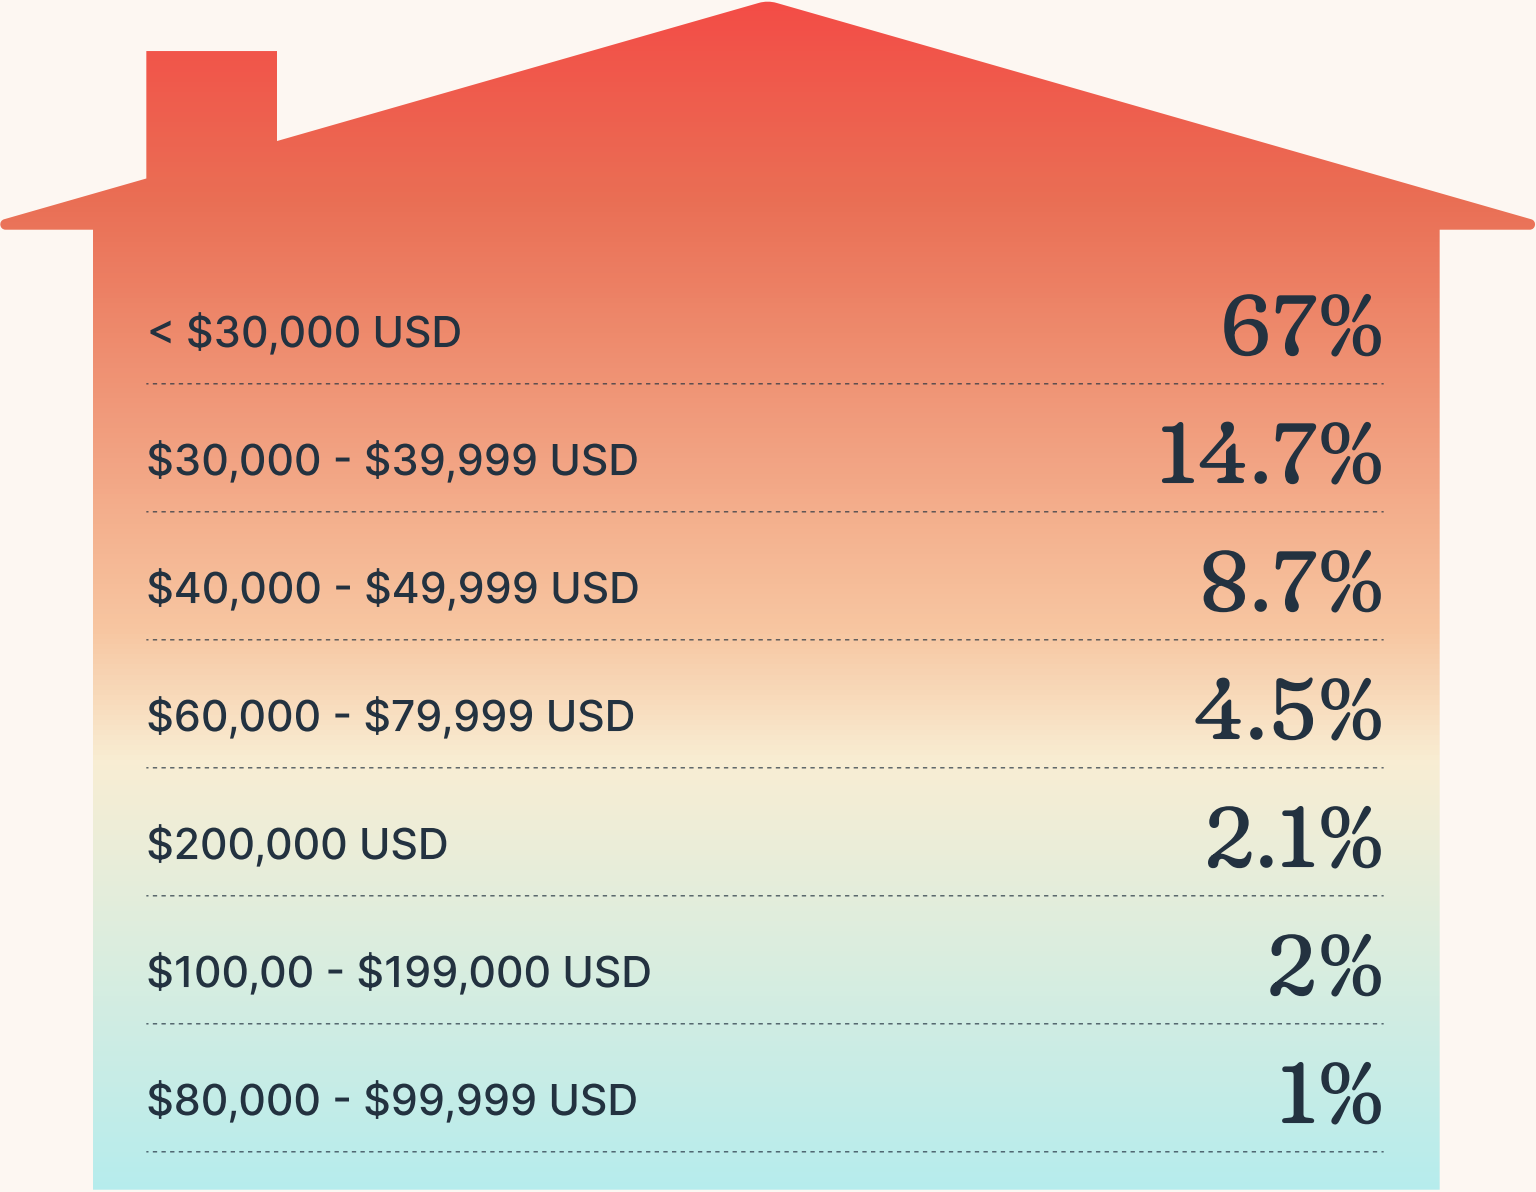 < $30,000 USD 67%
$30,000 - $39,999 USD 14.7%
$40,000 - $49,999 USD 8.7%
$60,000 - $79,999 USD 4.5%
$200,000 USD 2.1%
$100,00 - $199,000 USD 2%
$80,000 - $99,999 USD 1%